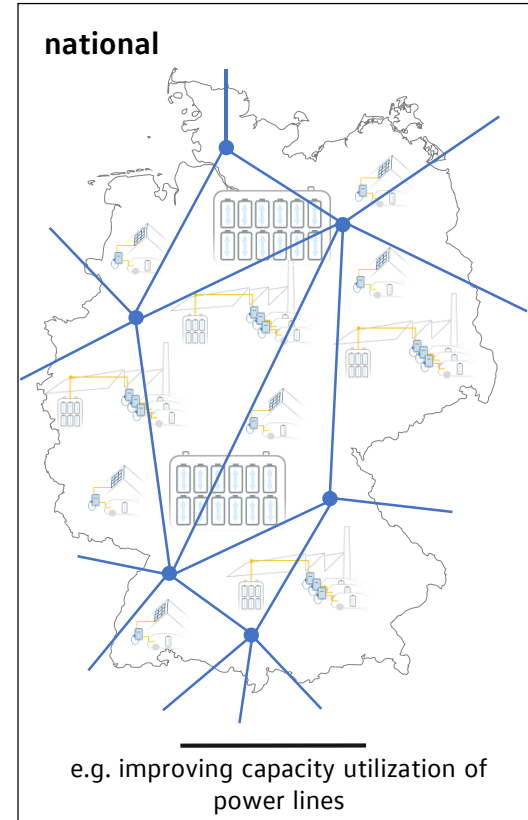 national
e.g. improving capacity utilization of
power lines